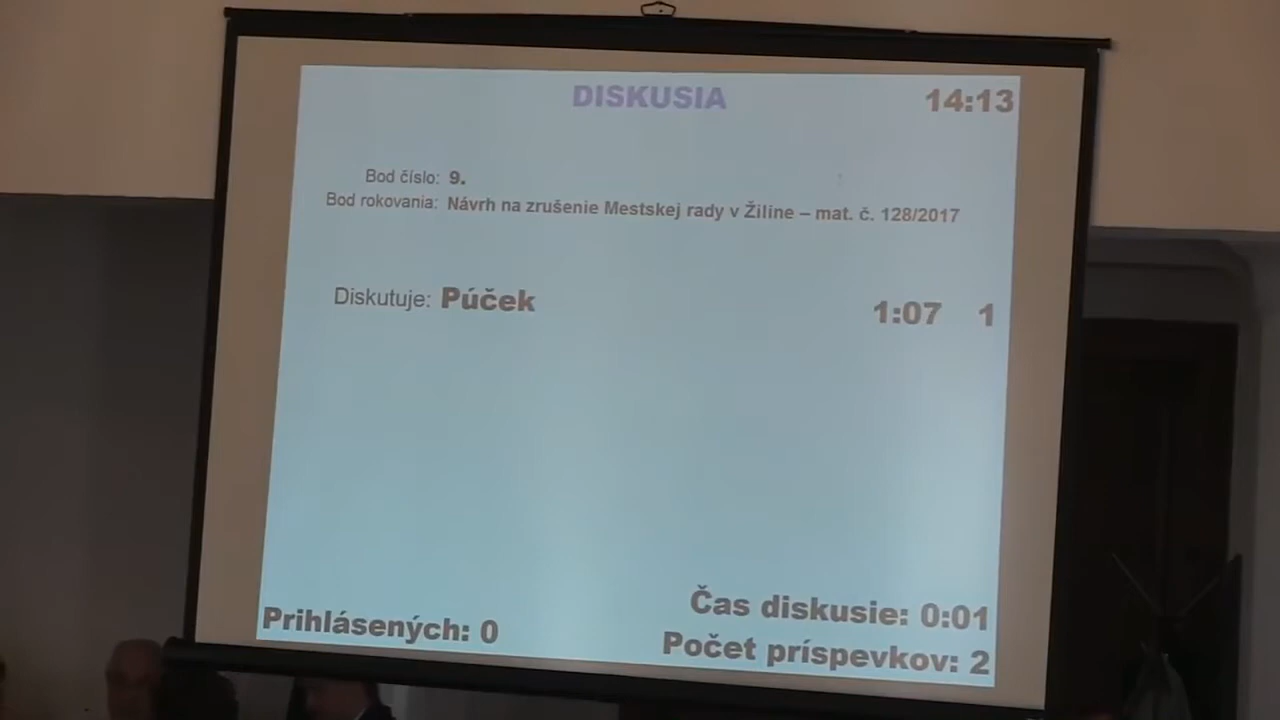 DISKUSIA 14:13
Bod číslo: 9.
Bod rokovania: Návrh na zrušenie Mestskej rady v Žiline – mat. č. 128/2017
Diskutuje: Púček 1:07 1
Čas diskusie: 0:01
Prihlásených: 0
Počet príspevkov: 2